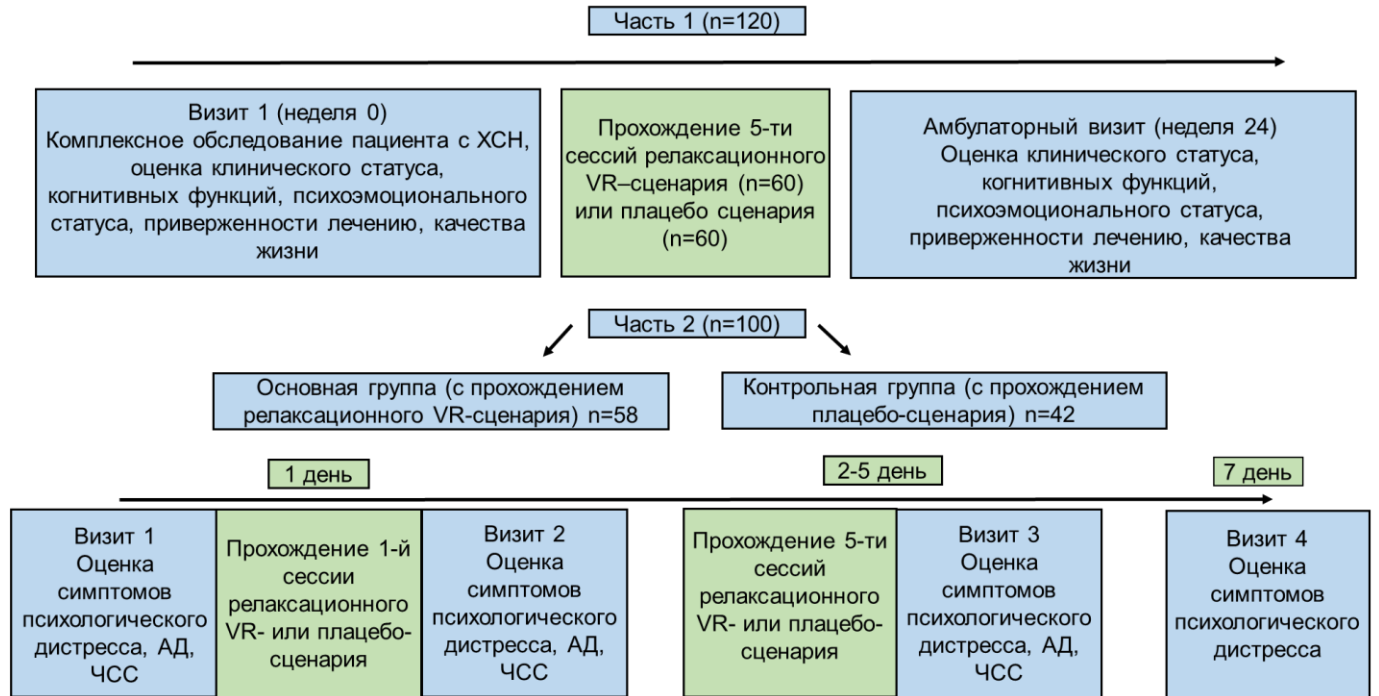 Часть 1 (n=120)
Визит 1 (неделя 0)
Комплексное обследование пациента с ХСН,
оценка клинического статуса,
когнитивных функций, психоэмоционального
статуса, приверженности лечению, качества
жизни
Прохождение 5-ти
сессий релаксационного
VR–сценария (n=60)
или плацебо сценария
(n=60)
Амбулаторный визит (неделя 24)
Оценка клинического статуса,
когнитивных функций,
психоэмоционального статуса,
приверженности лечению, качества
жизни
Часть 2 (n=100)
Основная группа (с прохождением
релаксационного VR-сценария) n=58
Контрольная группа (с прохождением
плацебо-сценария) n=42
1 день
2-5 день
7 день
Визит 1
Оценка
симптомов
психологического
дистресса, АД,
ЧСС
Прохождение 1-й
сессии
релаксационного
VR- или плацебо-
сценария
Визит 2
Оценка
симптомов
психологического
дистресса, АД,
ЧСС
Прохождение 5-ти
сессий
релаксационного
VR- или плацебо-
сценария
Визит 3
Оценка
симптомов
психологического
дистресса, АД,
ЧСС
Визит 4
Оценка
симптомов
психологического
дистресса